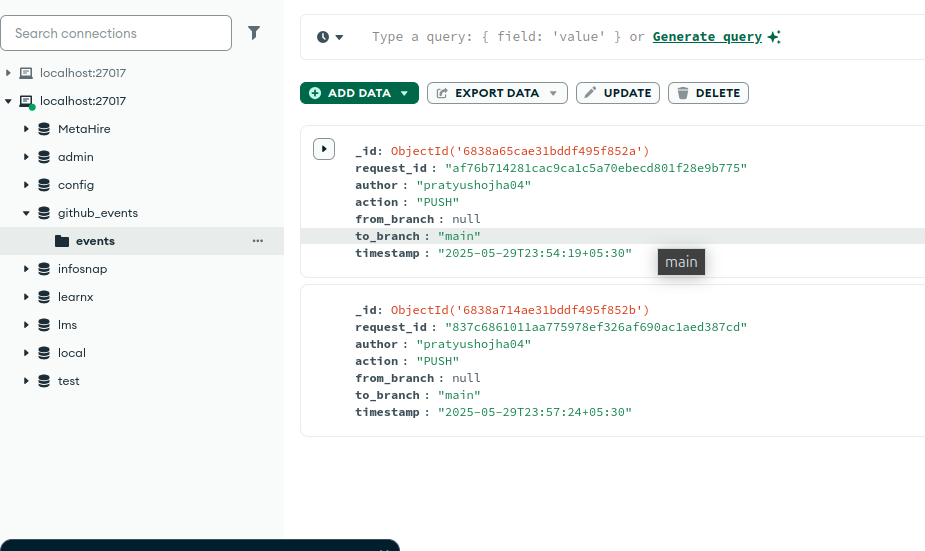 Search connections
localhost:27017
localhost:27017
MetaHire
admin
config
github_events
events
infosnap
learnx
lms
local
test
Type a query: { field: 'value' } or Generate query
ADD DATA
EXPORT DATA
UPDATE
DELETE
_id: ObjectId('6838a65cae31bddf495f852a')
request_id : "af76b714281cac9ca1c5a70ebecd801f28e9b775"
author : "pratyushojha04"
action : "PUSH"
from_branch : null
to_branch : "main"
timestamp : "2025-05-29T23:54:19+05:30"
main
_id: ObjectId('6838a714ae31bddf495f852b')
request_id : "837c6861011aa775978ef326af690ac1aed387cd"
author : "pratyushojha04"
action : "PUSH"
from_branch : null
to_branch : "main"
timestamp : "2025-05-29T23:57:24+05:30"